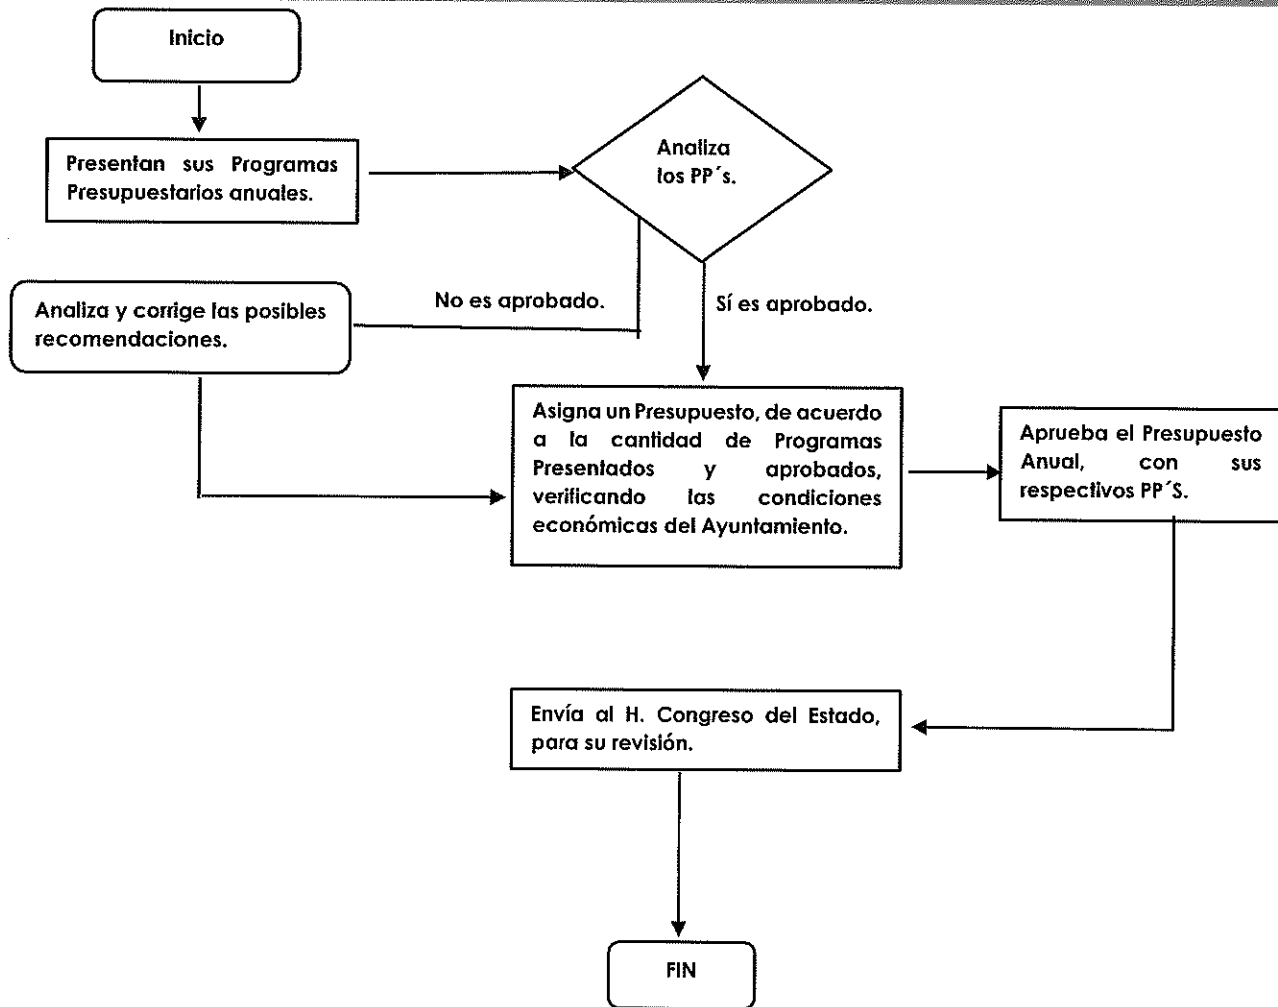 Inicio
Presentan sus Programas
Presupuestarios anuales.
Analiza
los PP´s.
No es aprobado.
Sí es aprobado.
Analiza y corrige las posibles
recomendaciones.
Asigna un Presupuesto, de acuerdo
a la cantidad de Programas
Presentados y aprobados,
verificando las condiciones
económicas del Ayuntamiento.
Aprueba el Presupuesto
Anual, con sus
respectivos PP´S.
Envía al H. Congreso del Estado,
para su revisión.
FIN